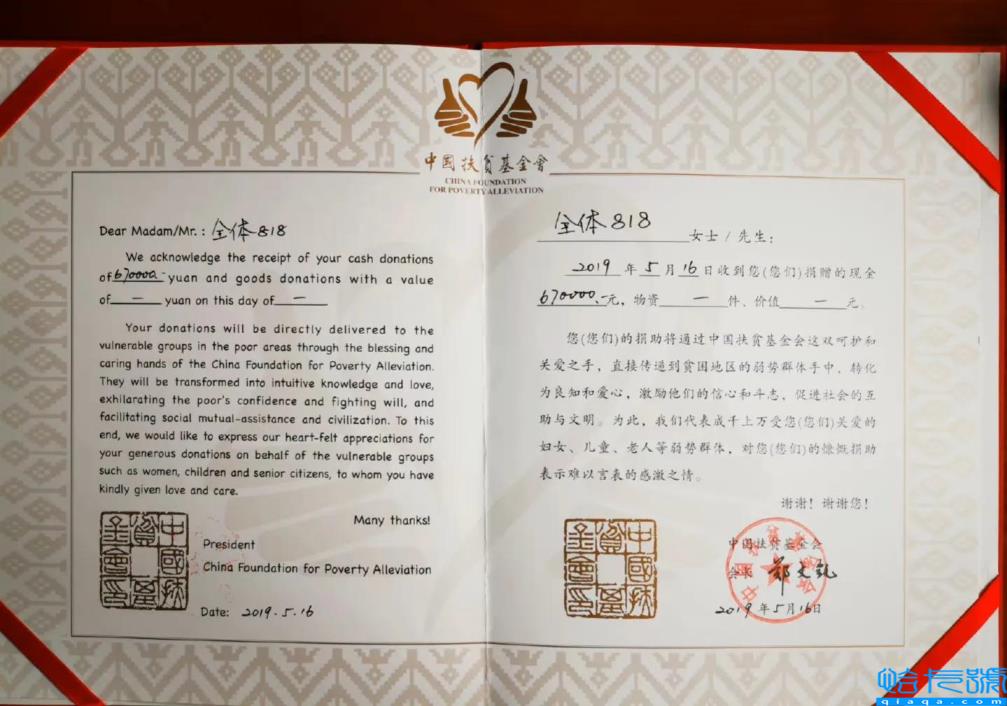 中国扶贫基金會
CHINA FOUNDATION
FOR POVERTY ALLEVIATION
Dear Madam/Mr. : 全体818
We acknowledge the receipt of your cash donations
of 670000.- yuan and goods donations with a value
of — yuan on this day of —
Your donations will be directly delivered to the
vulnerable groups in the poor areas through the blessing and
caring hands of the China Foundation for Poverty Alleviation.
They will be transformed into intuitive knowledge and love,
exhilarating the poor's confidence and fighting will, and
facilitating social mutual-assistance and civilization. To this
end, we would like to express our heart-felt appreciations for
your generous donations on behalf of the vulnerable groups
such as women, children and senior citizens, to whom you have
kindly given love and care.
Many thanks!
President
China Foundation for Poverty Alleviation
Date: 2019.5.16
全体818 女士/先生:
2019 年 5 月 16 日收到您(您们)捐赠的现金
670000.- 元, 物资 — 件、价值 — 元。
您(您们)的捐助将通过中国扶贫基金会这双呵护和
关爱之手, 直接传递到贫困地区的弱势群体手中, 转化
为良知和爱心, 激励他们的信心和斗志, 促进社会的互
助与文明。为此, 我们代表成千上万受您(您们)关爱的
妇女、儿童、老人等弱势群体, 对您(您们)的慷慨捐助
表示难以言表的感激之情。
谢谢! 谢谢您!
中国扶贫基金会
会长 郑文凯
2019 年 5 月 16 日
哈卡號
qiaqa.com